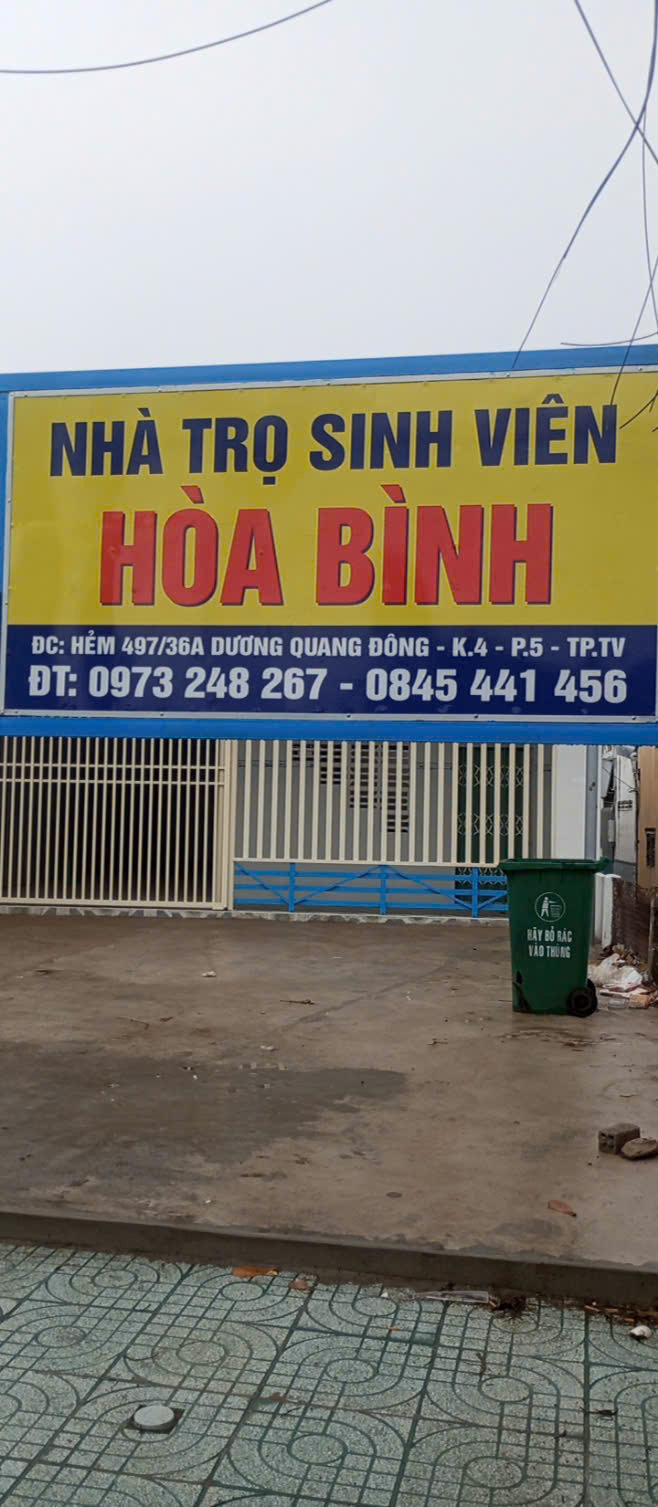 NHÀ TRỌ SINH VIÊN
HÒA BÌNH
ĐC: HẺM 497/36A DƯƠNG QUANG ĐÔNG - K.4 - P.5 - TP.TV
ĐT: 0973 248 267 - 0845 441 456
HÃY BỎ RÁC
VÀO THÙNG